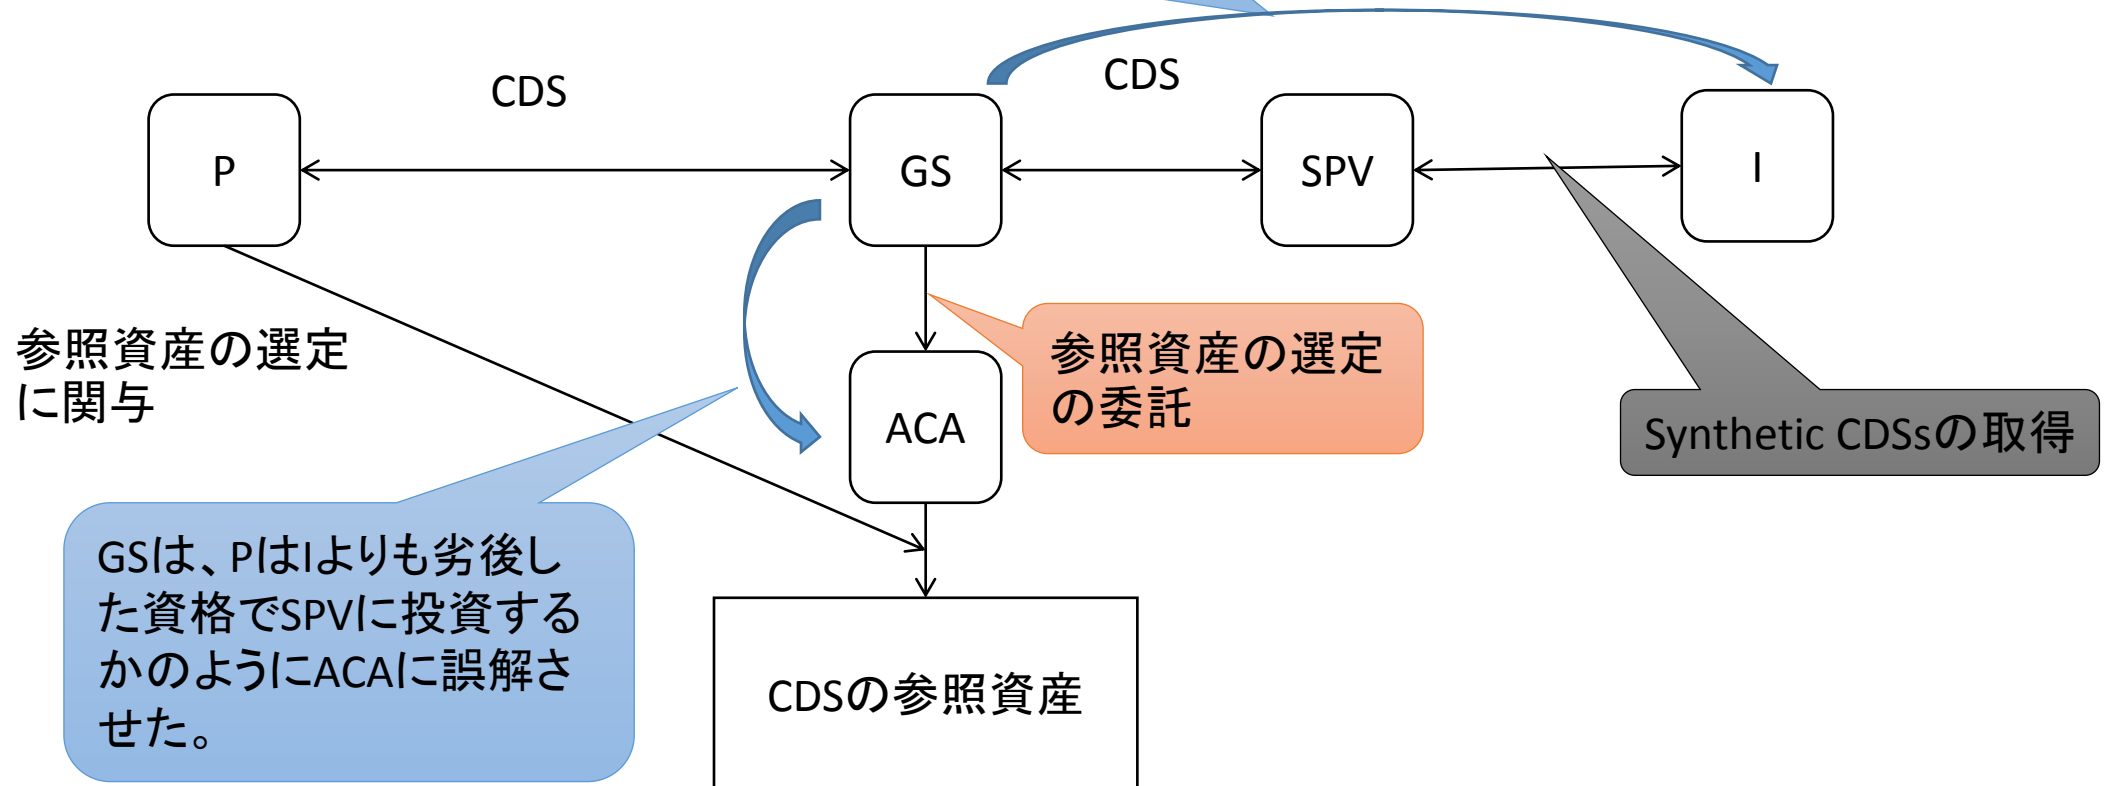 CDS
CDS
P
GS
SPV
I
参照資産の選定
に関与
参照資産の選定
の委託
ACA
Synthetic CDSsの取得
GSは、PはIよりも劣後し
た資格でSPVに投資する
かのようにACAに誤解さ
せた。
CDSの参照資産